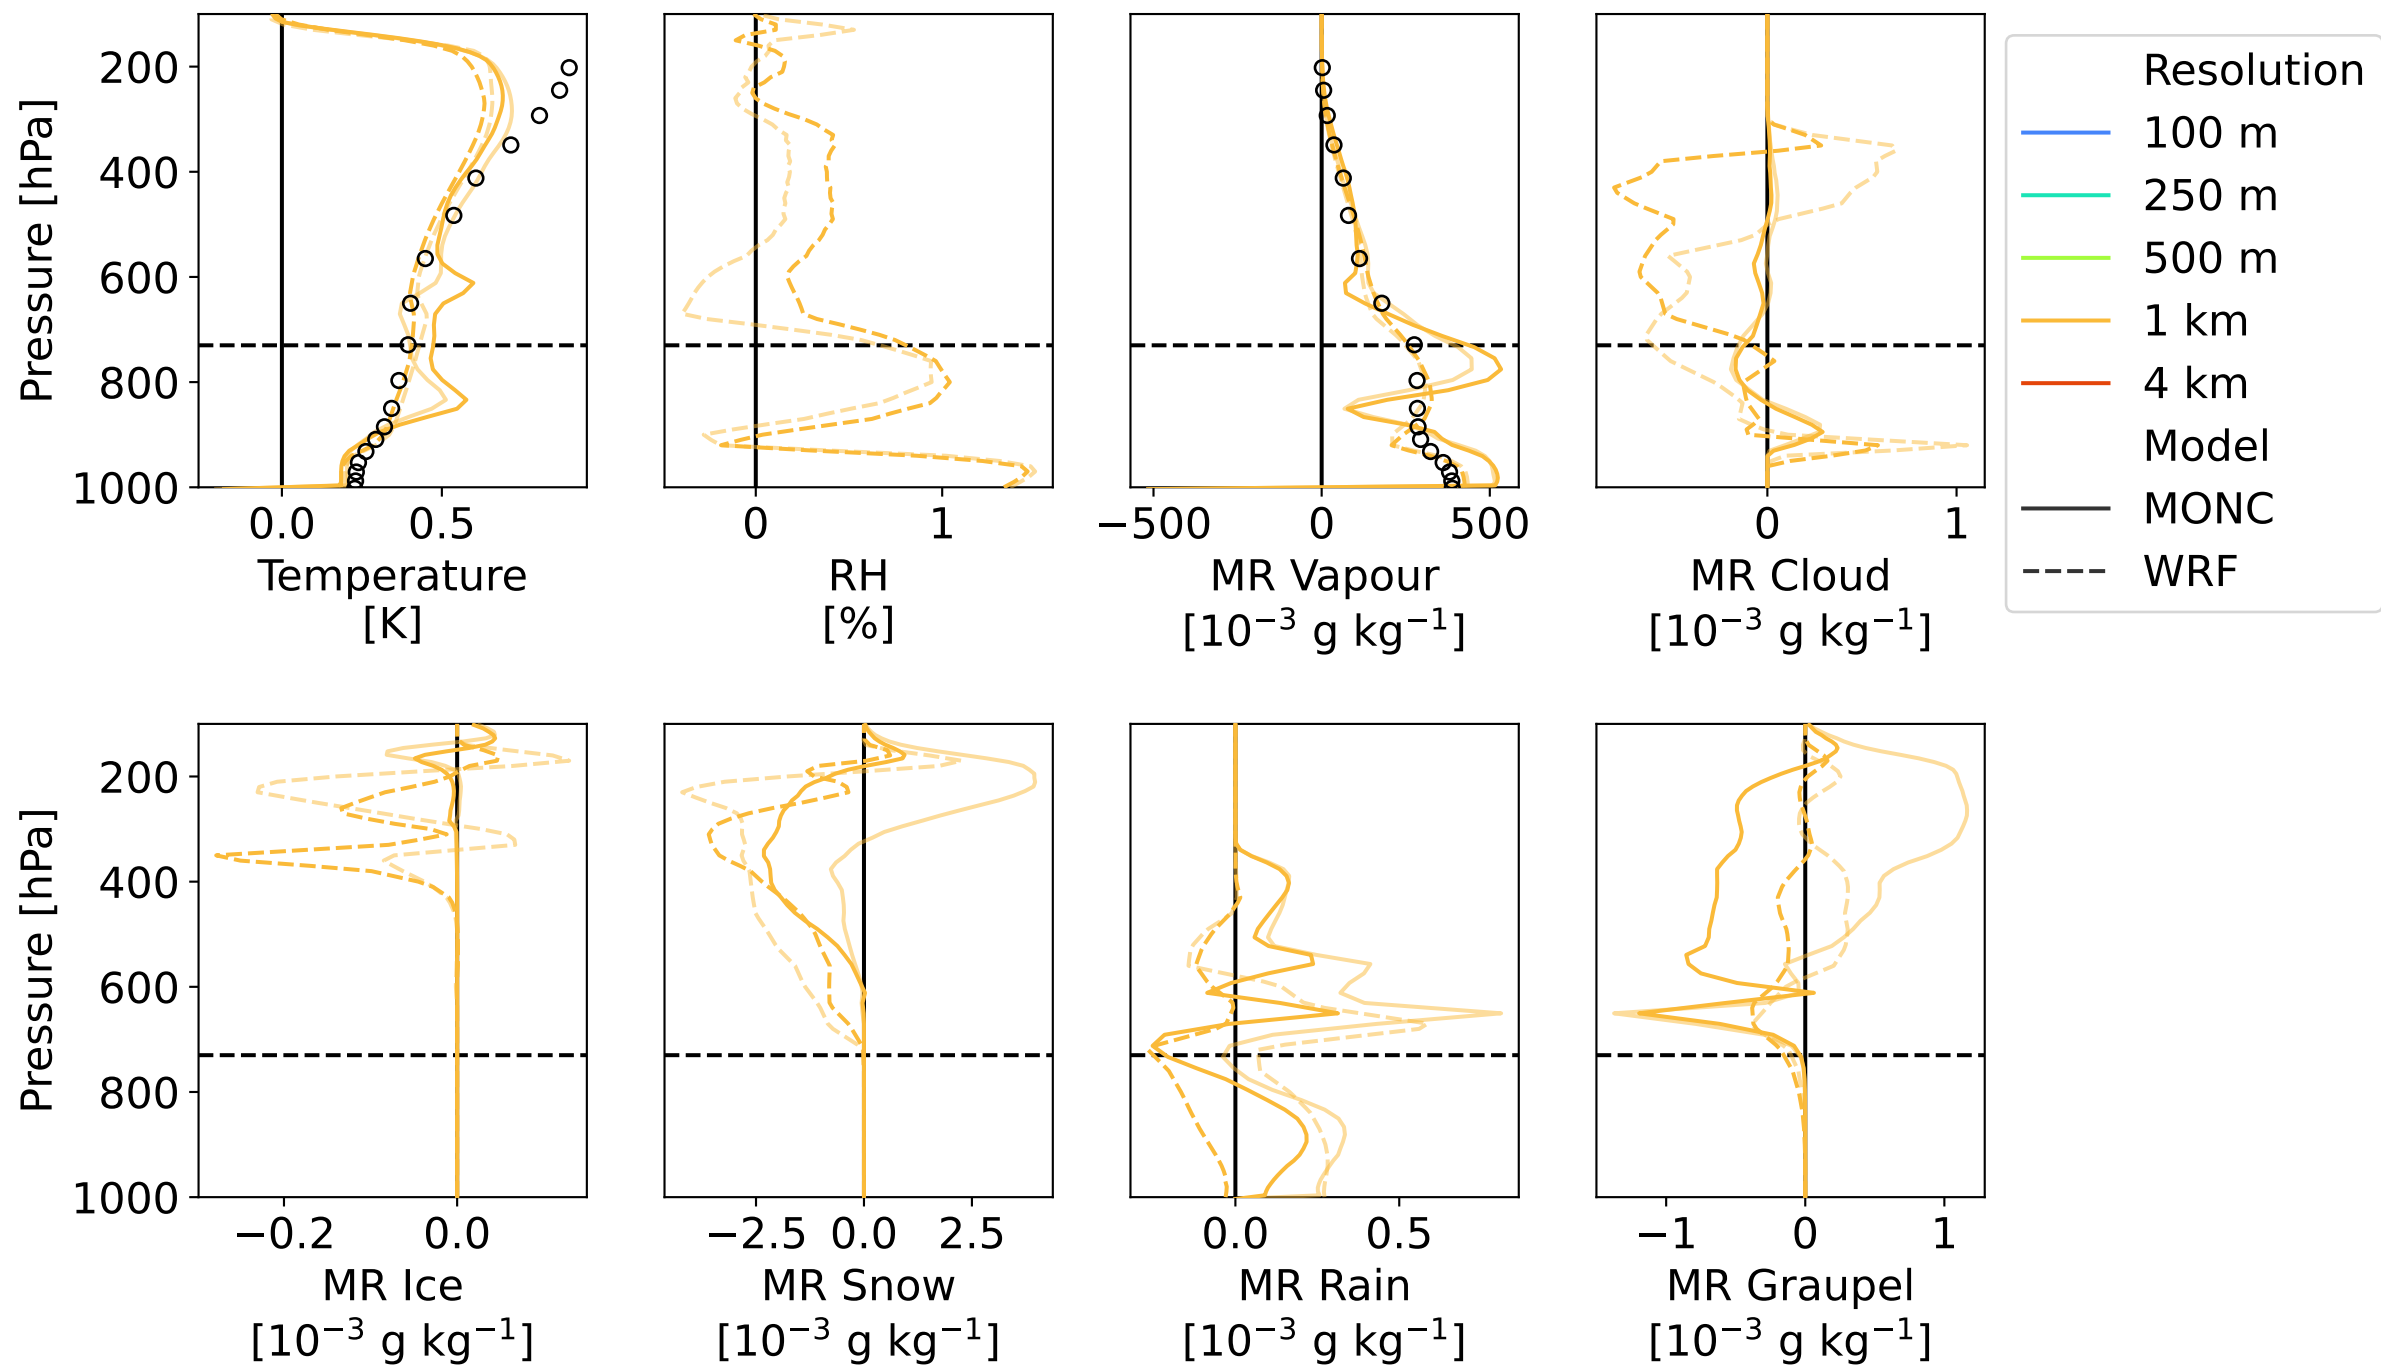 Pressure [hPa]
200
400
600
800
1000
0.0 0.5
Temperature
[K]
0 1
RH
[%]
−500 0 500
MR Vapour
[10⁻³ g kg⁻¹]
0 1
MR Cloud
[10⁻³ g kg⁻¹]
Resolution
100 m
250 m
500 m
1 km
4 km
Model
MONC
WRF
Pressure [hPa]
200
400
600
800
1000
−0.2 0.0
MR Ice
[10⁻³ g kg⁻¹]
−2.5 0.0 2.5
MR Snow
[10⁻³ g kg⁻¹]
0.0 0.5
MR Rain
[10⁻³ g kg⁻¹]
−1 0 1
MR Graupel
[10⁻³ g kg⁻¹]